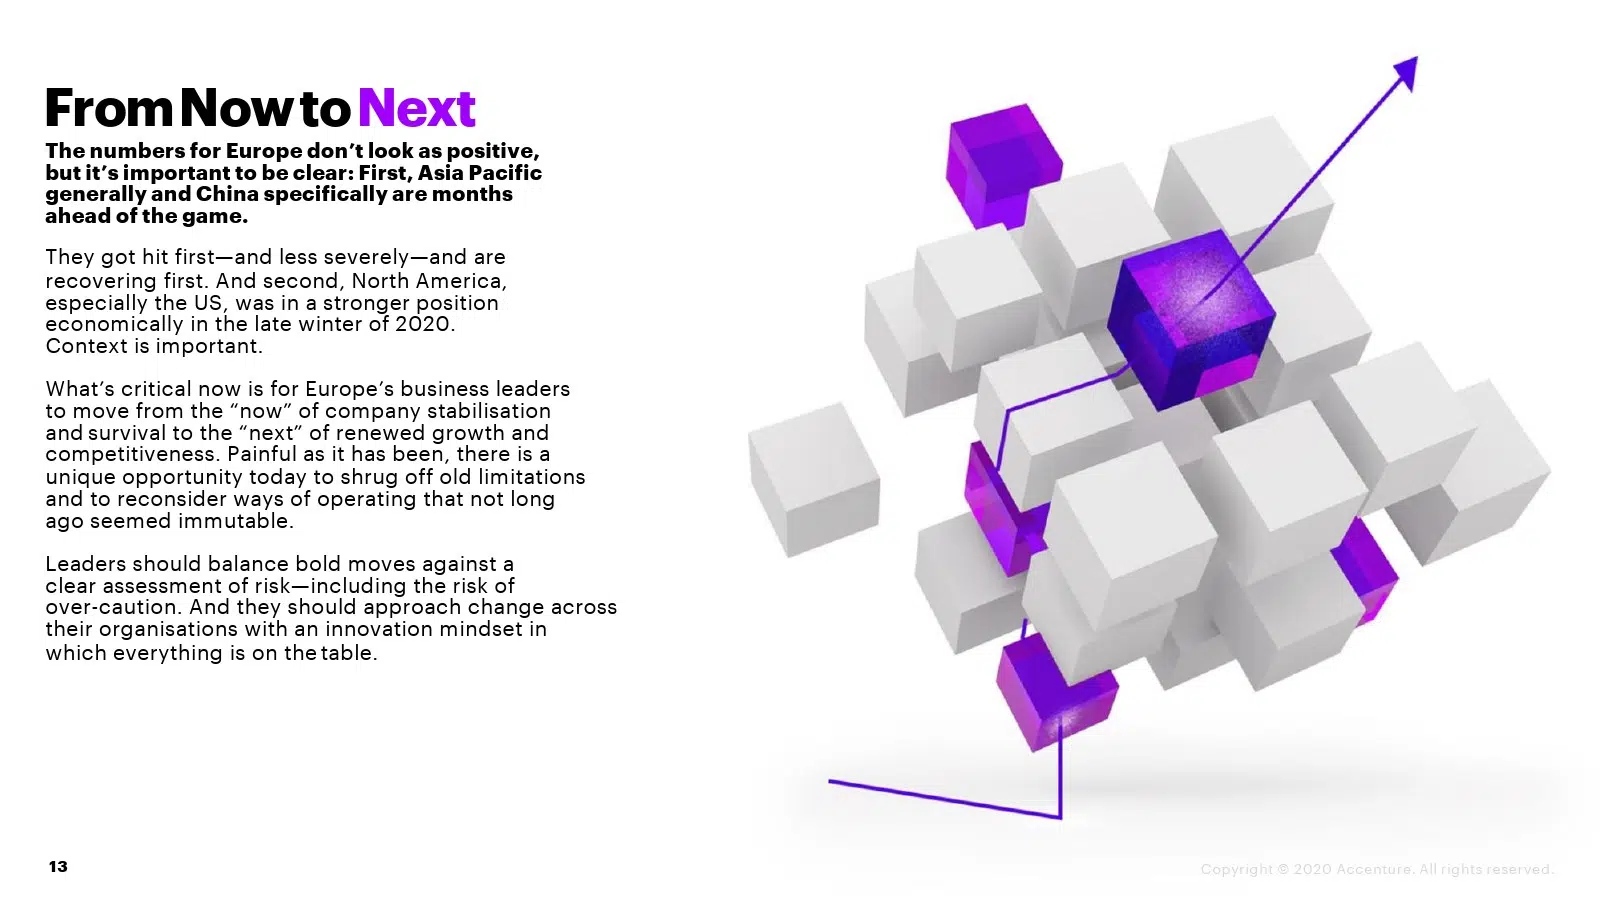 From Now to Next
The numbers for Europe don’t look as positive,
but it’s important to be clear: First, Asia Pacific
generally and China specifically are months
ahead of the game.
They got hit first—and less severely—and are
recovering first. And second, North America,
especially the US, was in a stronger position
economically in the late winter of 2020.
Context is important.
What’s critical now is for Europe’s business leaders
to move from the “now” of company stabilisation
and survival to the “next” of renewed growth and
competitiveness. Painful as it has been, there is a
unique opportunity today to shrug off old limitations
and to reconsider ways of operating that not long
ago seemed immutable.
Leaders should balance bold moves against a
clear assessment of risk—including the risk of
over-caution. And they should approach change across
their organisations with an innovation mindset in
which everything is on the table.
13
Copyright © 2020 Accenture. All rights reserved.